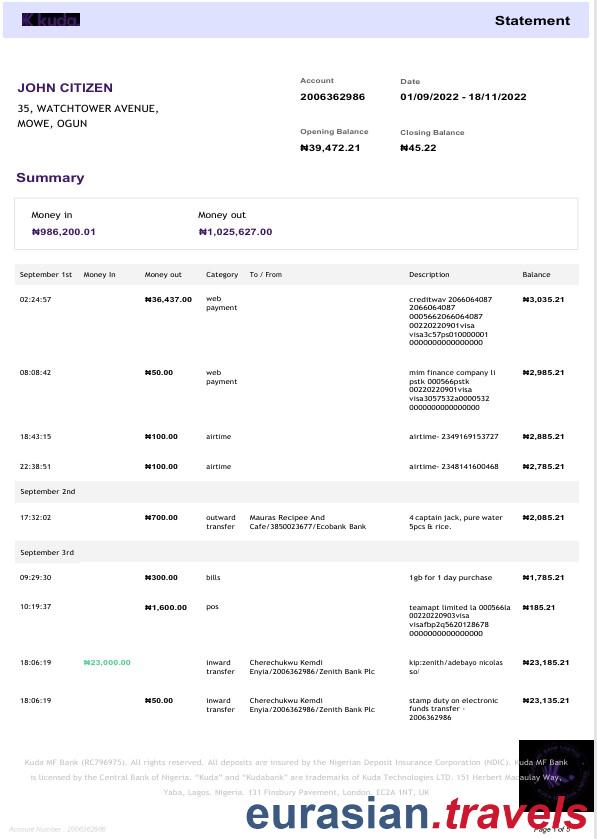 kuda.
Statement
JOHN CITIZEN
35, WATCHTOWER AVENUE,
MOWE, OGUN
Account
2006362986
Date
01/09/2022 - 18/11/2022
Opening Balance
₦39,472.21
Closing Balance
₦45.22
Summary
Money in
₦986,200.01
Money out
₦1,025,627.00
September 1st Money In Money out Category To / From Description Balance
02:24:57 ₦36,437.00 web payment creditwav 2066064087 ₦3,035.21
2066064087
0005662066064087
00220220901visa
visa3c57ps010000001
0000000000000000
08:08:42 ₦50.00 web payment mim finance company li ₦2,985.21
pstk 000566pstk
00220220901visa
visa3057532a0000532
0000000000000000
18:43:15 ₦100.00 airtime airtime- 2349169153727 ₦2,885.21
22:38:51 ₦100.00 airtime airtime- 2348141600468 ₦2,785.21
September 2nd
17:32:02 ₦700.00 outward transfer Mauras Recipee And Cafe/3850023677/Ecobank Bank 4 captain jack, pure water ₦2,085.21
5pcs & rice.
September 3rd
09:29:30 ₦300.00 bills 1gb for 1 day purchase ₦1,785.21
10:19:37 ₦1,600.00 pos teamapt limited la 000566la ₦185.21
00220220903visa
visafbp2q5620128678
0000000000000000
18:06:19 ₦23,000.00 inward transfer Cherechukwu Kemdi Enyia/2006362986/Zenith Bank Plc kip:zenith/adebayo nicolas ₦23,185.21
so/
18:06:19 ₦50.00 inward transfer Cherechukwu Kemdi Enyia/2006362986/Zenith Bank Plc stamp duty on electronic ₦23,135.21
funds transfer -
2006362986
Kuda MF Bank (RC796975). All rights reserved. All deposits are insured by the Nigerian Deposit Insurance Corporation (NDIC). Kuda MF Bank
is licensed by the Central Bank of Nigeria. “Kuda” and “Kudabank” are trademarks of Kuda Technologies LTD. 151 Herbert Macaulay Way,
Yaba, Lagos, Nigeria. 131 Finsbury Pavement, London, EC2A 1NT, UK
eurasian.travels
Account Number : 2006362986
Page 1 of 5